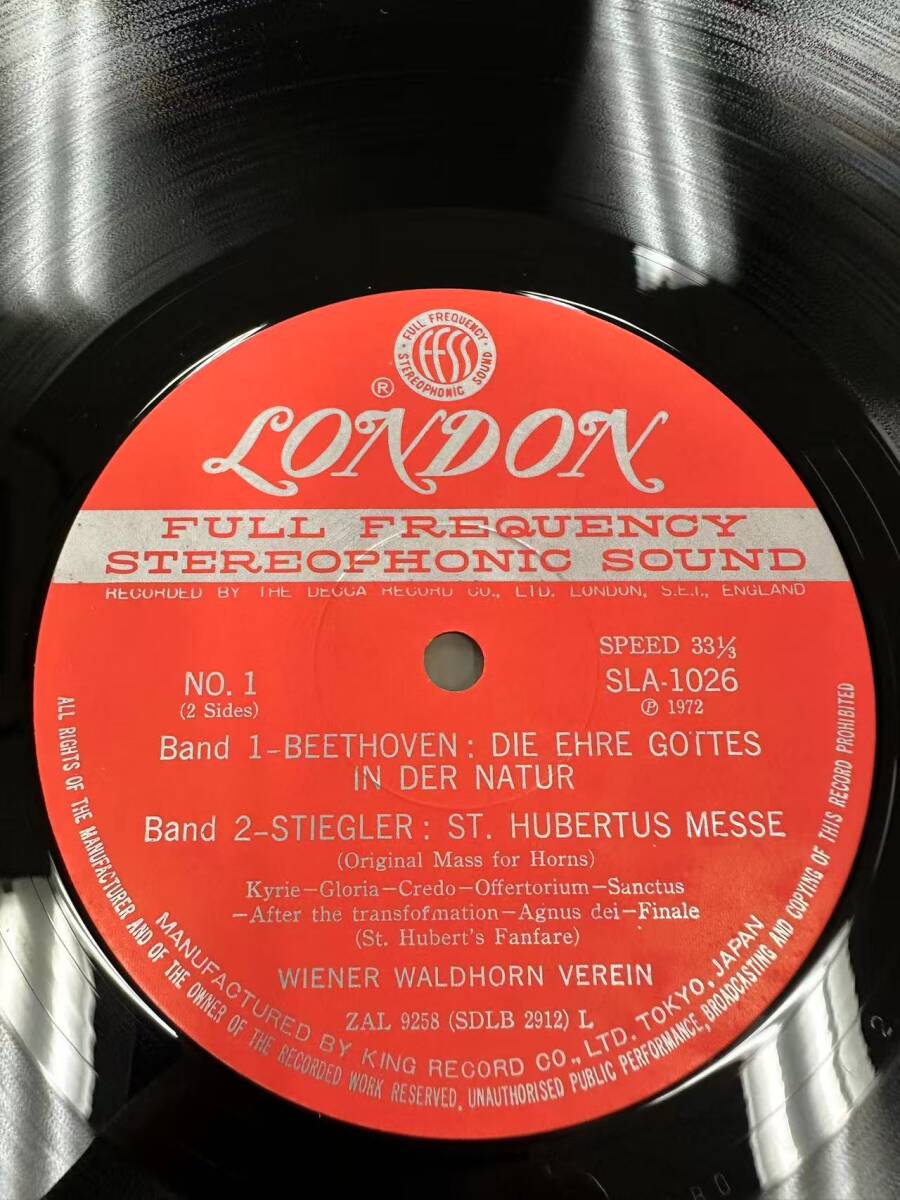 FULL FREQUENCY
FFSS
STEREOPHONIC SOUND
®
LONDON
FULL FREQUENCY
STEREOPHONIC SOUND
RECORDED BY THE DECCA RECORD CO., LTD. LONDON, S.E.I., ENGLAND
SPEED 33⅓
NO. 1
SLA-1026
(2 Sides)
℗ 1972
Band 1-BEETHOVEN : DIE EHRE GOTTES
IN DER NATUR
Band 2-STIEGLER : ST. HUBERTUS MESSE
(Original Mass for Horns)
Kyrie-Gloria-Credo-Offertorium-Sanctus
-After the transformation-Agnus dei-Finale
(St. Hubert's Fanfare)
WIENER WALDHORN VEREIN
ZAL 9258 (SDLB 2912) L
MANUFACTURED BY KING RECORD CO., LTD. TOKYO, JAPAN
ALL RIGHTS OF THE MANUFACTURER AND OF THE OWNER OF THE RECORDED WORK RESERVED, UNAUTHORISED PUBLIC PERFORMANCE, BROADCASTING AND COPYING OF THIS RECORD PROHIBITED
2